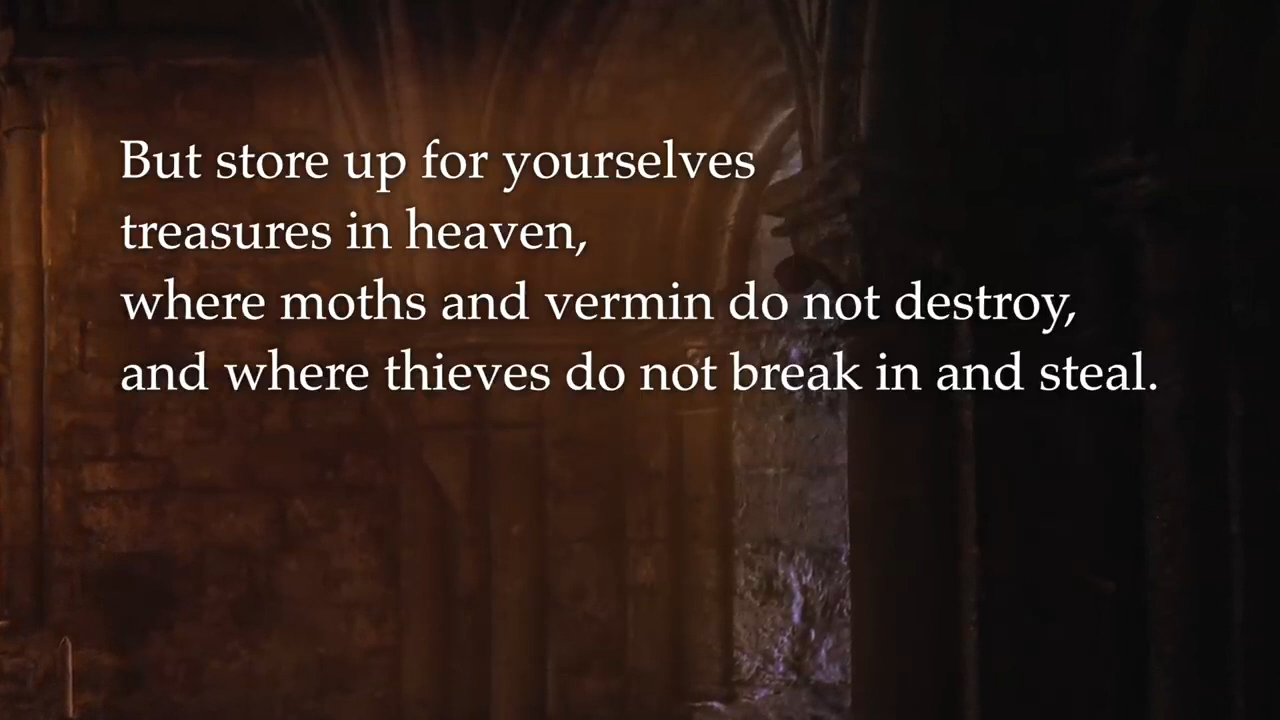 But store up for yourselves
treasures in heaven,
where moths and vermin do not destroy,
and where thieves do not break in and steal.